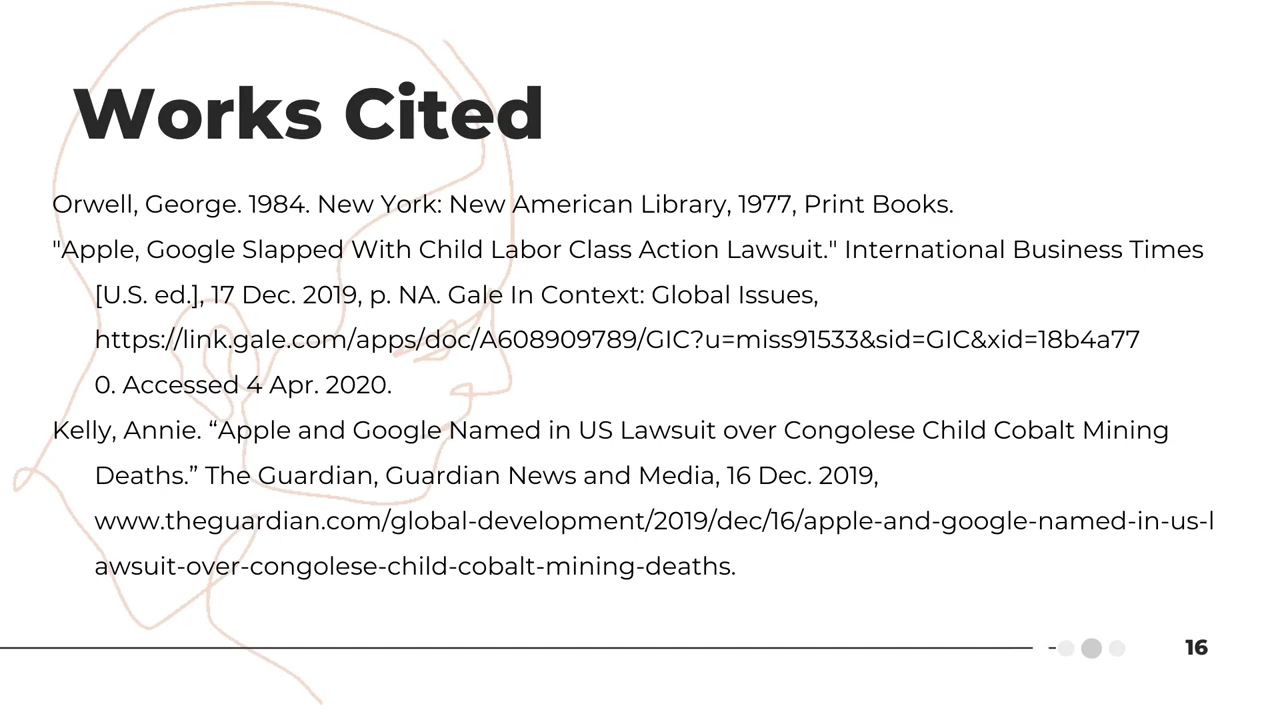 Works Cited
Orwell, George. 1984. New York: New American Library, 1977, Print Books.
"Apple, Google Slapped With Child Labor Class Action Lawsuit." International Business Times
[U.S. ed.], 17 Dec. 2019, p. NA. Gale In Context: Global Issues,
https://link.gale.com/apps/doc/A608909789/GIC?u=miss91533&sid=GIC&xid=18b4a77
0. Accessed 4 Apr. 2020.
Kelly, Annie. “Apple and Google Named in US Lawsuit over Congolese Child Cobalt Mining
Deaths.” The Guardian, Guardian News and Media, 16 Dec. 2019,
www.theguardian.com/global-development/2019/dec/16/apple-and-google-named-in-us-l
awsuit-over-congolese-child-cobalt-mining-deaths.
16